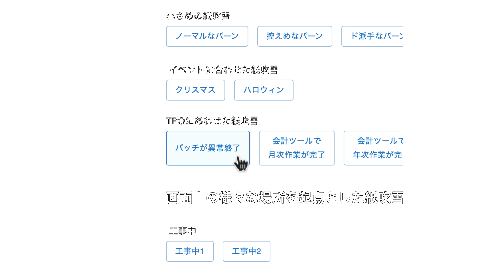 小さめの紙吹雪
ノーマルなパーン
控えめなパーン
ド派手なパーン
イベントに合わせた紙吹雪
クリスマス
ハロウィン
TPOに合わせた紙吹雪
バッチが異常終了
会計ツールで
月次作業が完了
会計ツールで
年次作業が完
画面上の様々な場所を起点とした紙吹雪
工事中
工事中1
工事中2